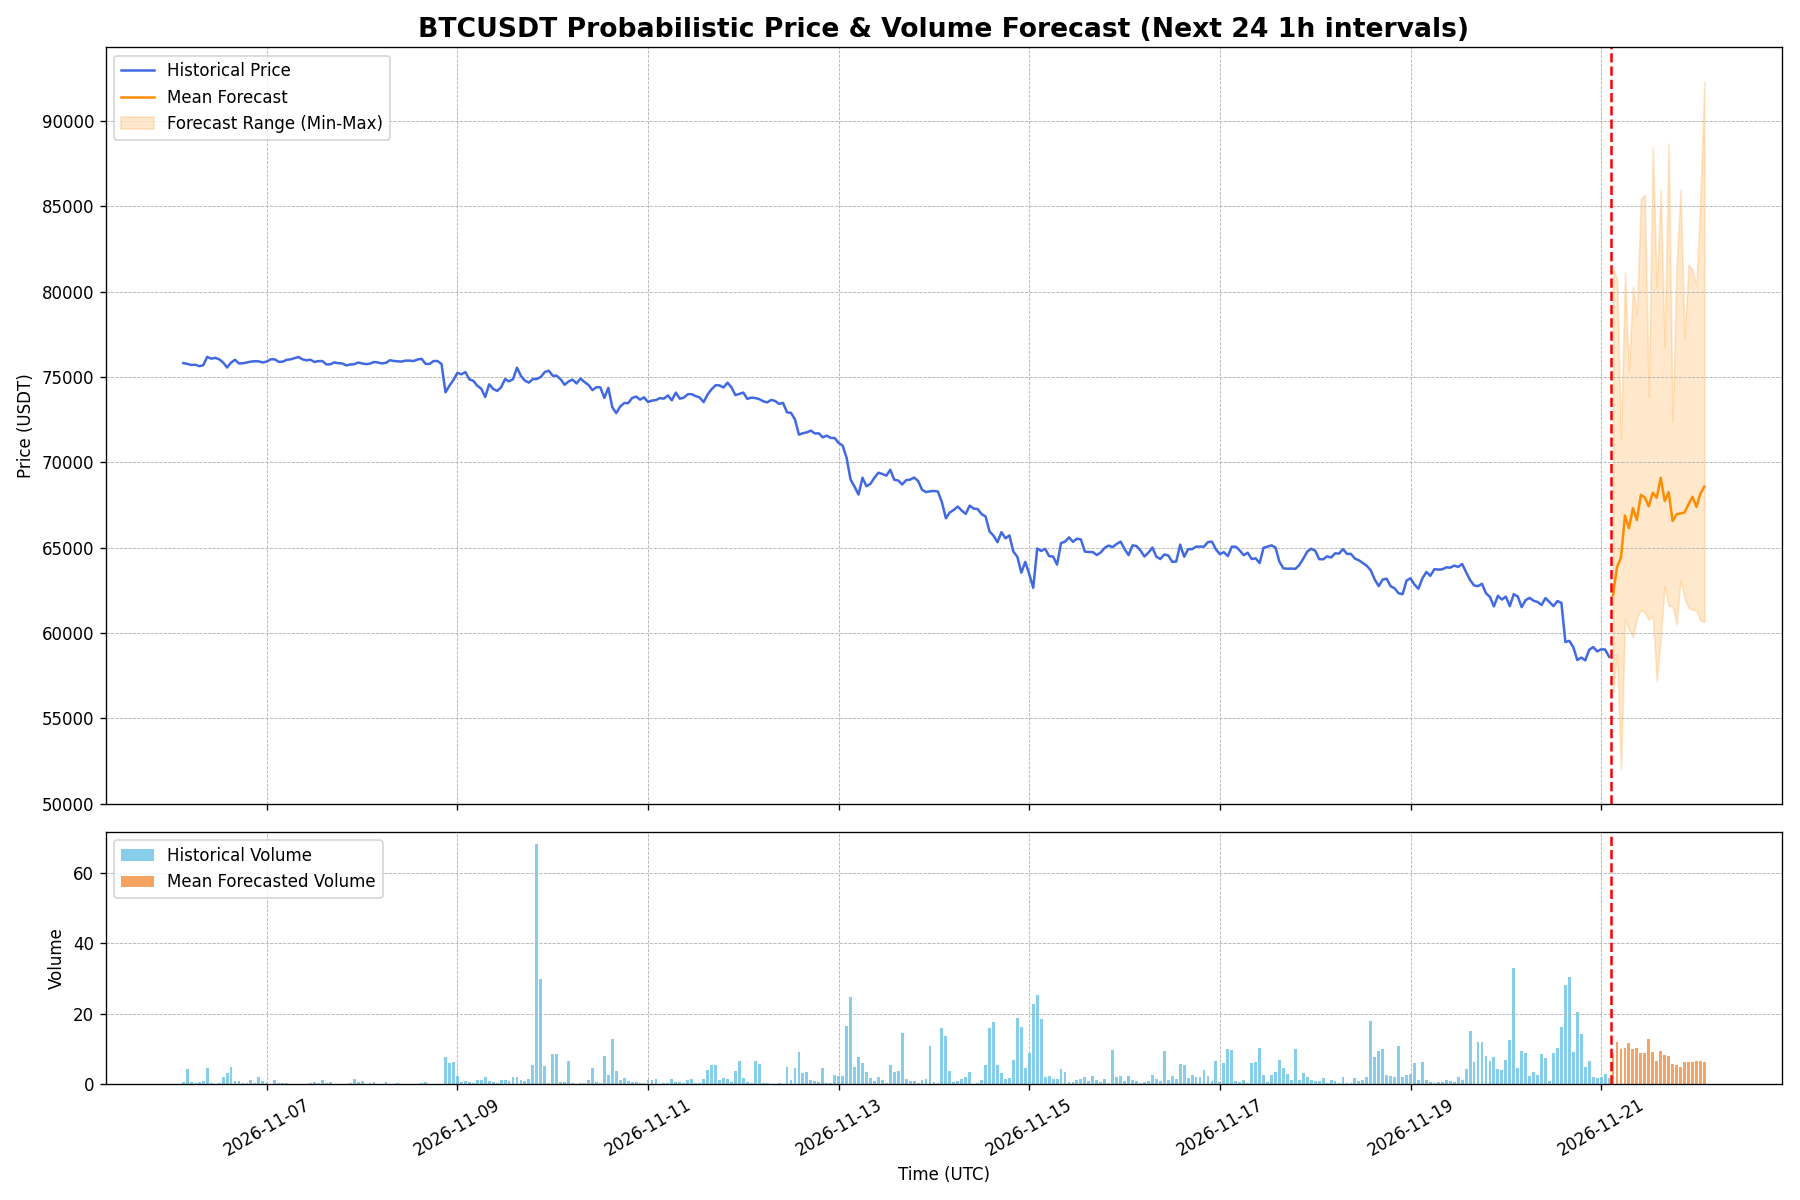 BTCUSDT Probabilistic Price & Volume Forecast (Next 24 1h intervals)
Historical Price
Mean Forecast
Forecast Range (Min-Max)
90000
85000
80000
75000
70000
65000
60000
55000
50000
Price (USDT)
Historical Volume
Mean Forecasted Volume
60
40
20
0
Volume
2026-11-07
2026-11-09
2026-11-11
2026-11-13
2026-11-15
2026-11-17
2026-11-19
2026-11-21
Time (UTC)